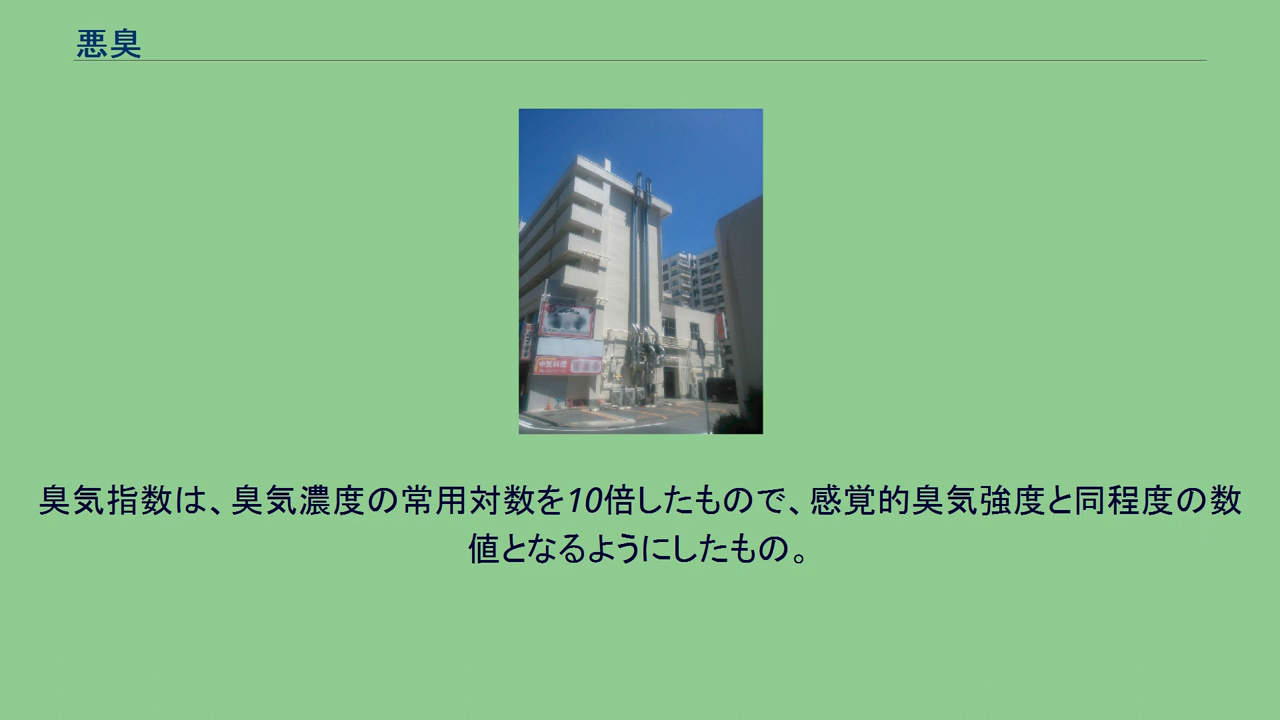 悪臭
中華料理
臭気指数は、臭気濃度の常用対数を10倍したもので、感覚的臭気強度と同程度の数
値となるようにしたもの。